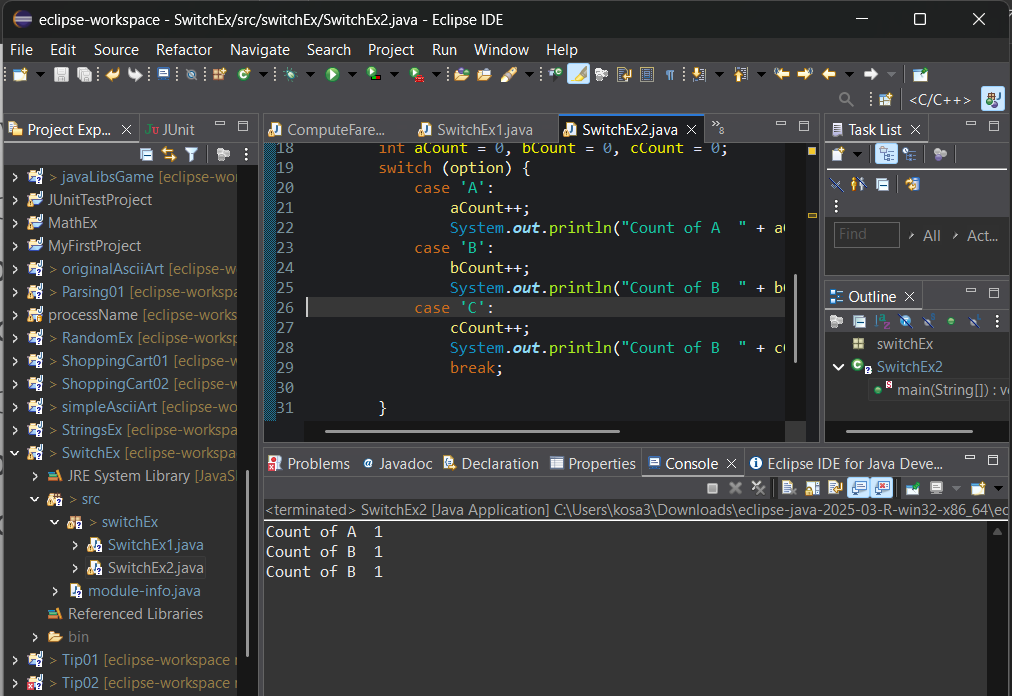 eclipse-workspace - SwitchEx/src/switchEx/SwitchEx2.java - Eclipse IDE
File Edit Source Refactor Navigate Search Project Run Window Help
<C/C++>
Project Exp...
JUnit
> javaLibsGame [eclipse-wo
JUnitTestProject
MathEx
MyFirstProject
> originalAsciiArt [eclipse-w
> Parsing01 [eclipse-workspa
processName [eclipse-works
> RandomEx [eclipse-worksp
> ShoppingCart01 [eclipse-w
> ShoppingCart02 [eclipse-w
> simpleAsciiArt [eclipse-wo
> StringsEx [eclipse-workspa
> SwitchEx [eclipse-workspac
JRE System Library [JavaS
> src
> switchEx
SwitchEx1.java
SwitchEx2.java
module-info.java
Referenced Libraries
bin
> Tip01 [eclipse-workspace
> Tip02 [eclipse-workspace
ComputeFare... SwitchEx1.java SwitchEx2.java »8
18 int aCount = 0, bCount = 0, cCount = 0;
19 switch (option) {
20 case 'A':
21 aCount++;
22 System.out.println("Count of A  " + a
23 case 'B':
24 bCount++;
25 System.out.println("Count of B  " + b
26 case 'C':
27 cCount++;
28 System.out.println("Count of B  " + c
29 break;
30
31 }
Task List
Find All Act...
Outline
switchEx
SwitchEx2
main(String[]) : v
Problems Javadoc Declaration Properties Console Eclipse IDE for Java Deve...
<terminated> SwitchEx2 [Java Application] C:\Users\kosa3\Downloads\eclipse-java-2025-03-R-win32-x86_64\ec
Count of A  1
Count of B  1
Count of B  1